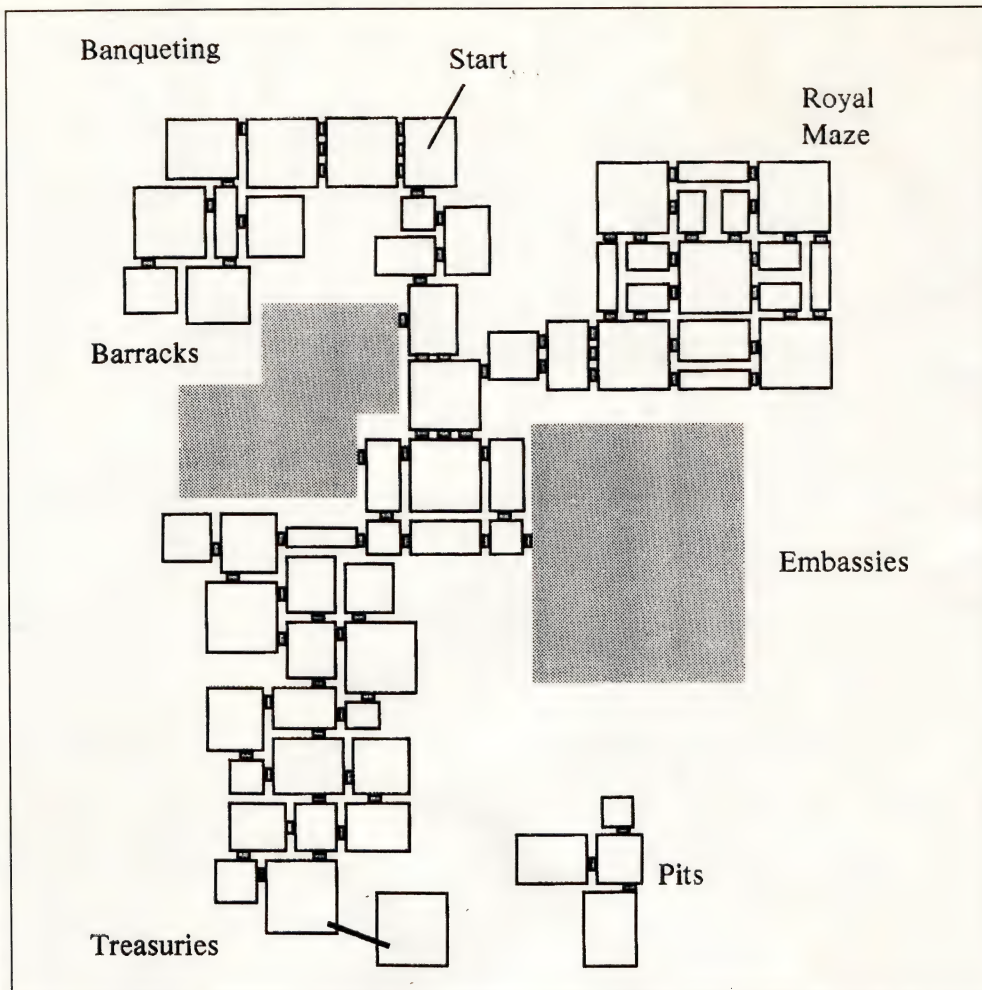 Banqueting
Start
Royal
Maze
Barracks
Embassies
Pits
Treasuries